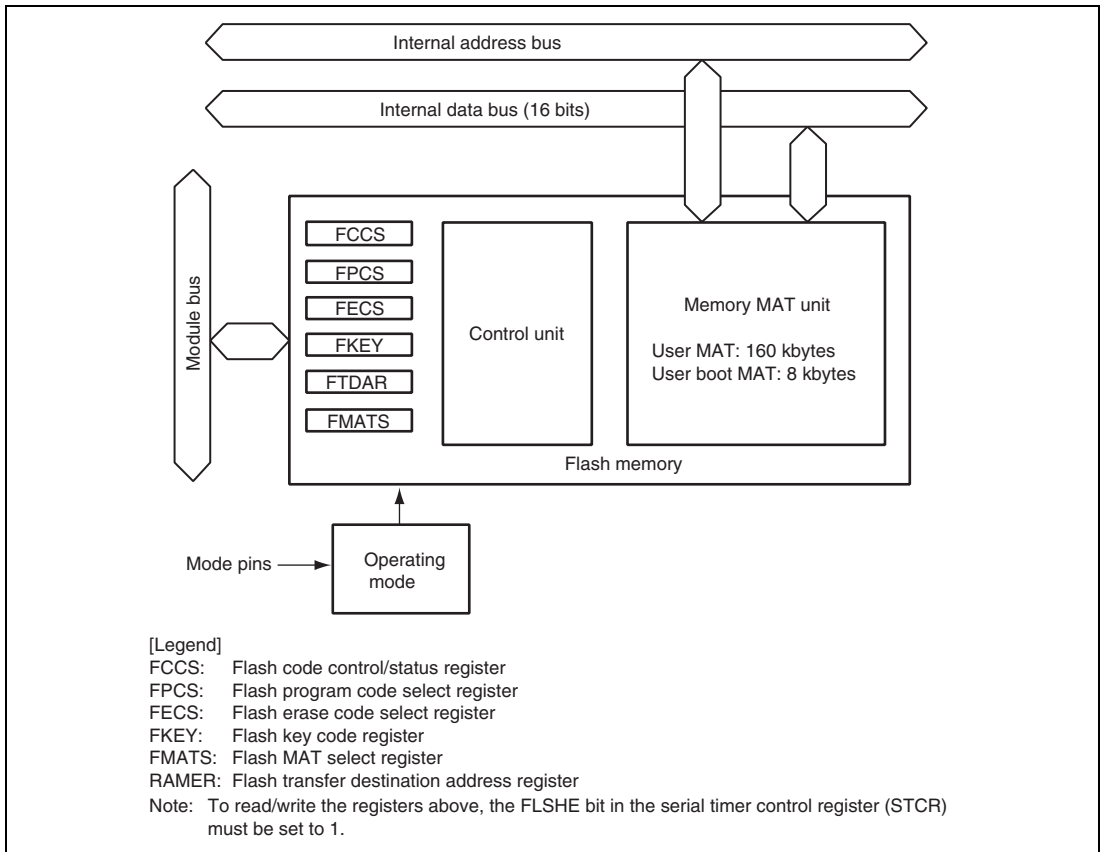 Internal address bus
Internal data bus (16 bits)
Module bus
FCCS
FPCS
FECS
FKEY
FTDAR
FMATS
Control unit
Memory MAT unit
User MAT: 160 kbytes
User boot MAT: 8 kbytes
Flash memory
Mode pins
Operating
mode
[Legend]
FCCS: Flash code control/status register
FPCS: Flash program code select register
FECS: Flash erase code select register
FKEY: Flash key code register
FMATS: Flash MAT select register
RAMER: Flash transfer destination address register
Note: To read/write the registers above, the FLSHE bit in the serial timer control register (STCR)
must be set to 1.